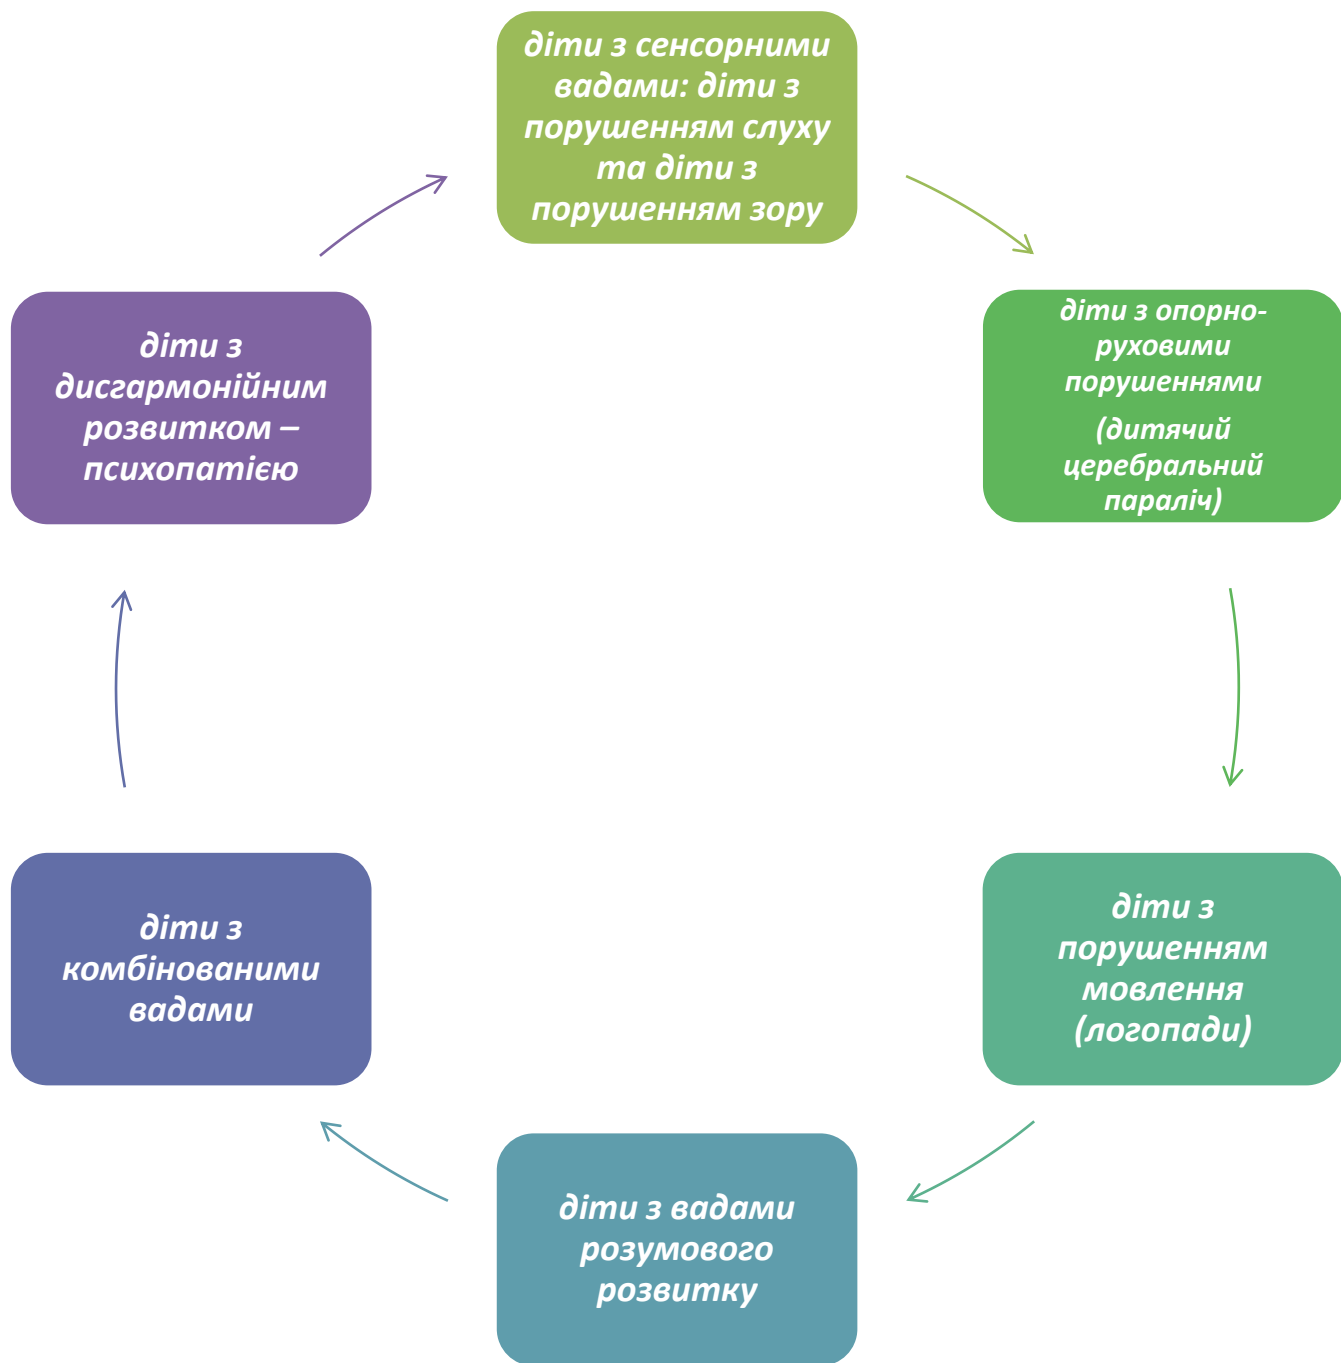 діти з сенсорними
вадами: діти з
порушенням слуху
та діти з
порушенням зору
діти з опорно-
руховими
порушеннями
(дитячий
церебральний
параліч)
діти з
порушенням
мовлення
(логопади)
діти з вадами
розумового
розвитку
діти з
комбінованими
вадами
діти з
дисгармонійним
розвитком –
психопатією